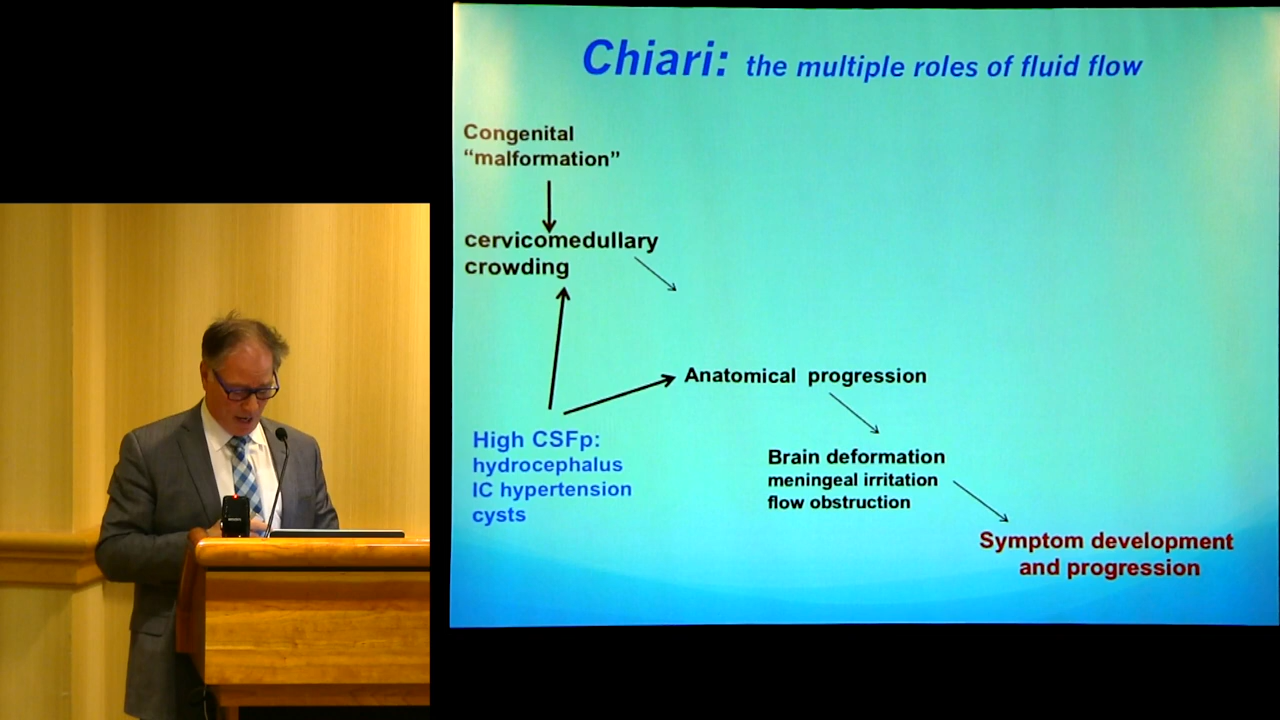 Chiari: the multiple roles of fluid flow
Congenital
“malformation”
cervicomedullary
crowding
Anatomical progression
High CSFp:
hydrocephalus
IC hypertension
cysts
Brain deformation
meningeal irritation
flow obstruction
Symptom development
and progression